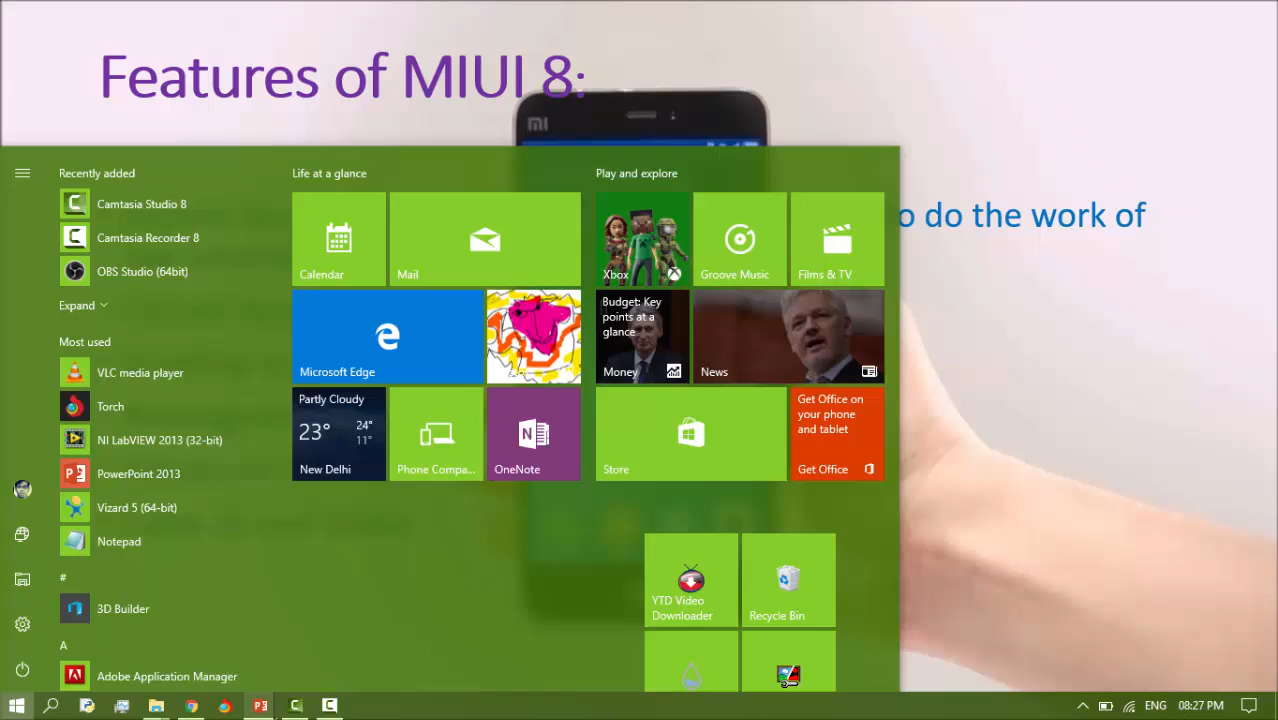 Features of MIUI 8:
mi
o do the work of
Recently added
Camtasia Studio 8
Camtasia Recorder 8
OBS Studio (64bit)
Expand
Most used
VLC media player
Torch
NI LabVIEW 2013 (32-bit)
PowerPoint 2013
Vizard 5 (64-bit)
Notepad
#
3D Builder
A
Adobe Application Manager
Life at a glance
Calendar
Mail
Microsoft Edge
Partly Cloudy
23°
24°
11°
New Delhi
Phone Compa...
OneNote
Play and explore
Xbox
Groove Music
Films & TV
Budget: Key
points at a
glance
Money
News
Store
Get Office on
your phone
and tablet
Get Office
YTD Video
Downloader
Recycle Bin
ENG
08:27 PM